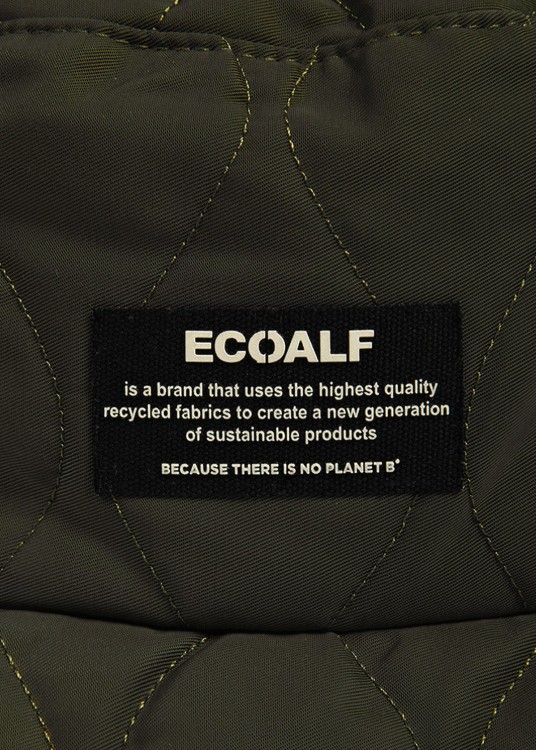 ECOALF
is a brand that uses the highest quality
recycled fabrics to create a new generation
of sustainable products
BECAUSE THERE IS NO PLANET B®